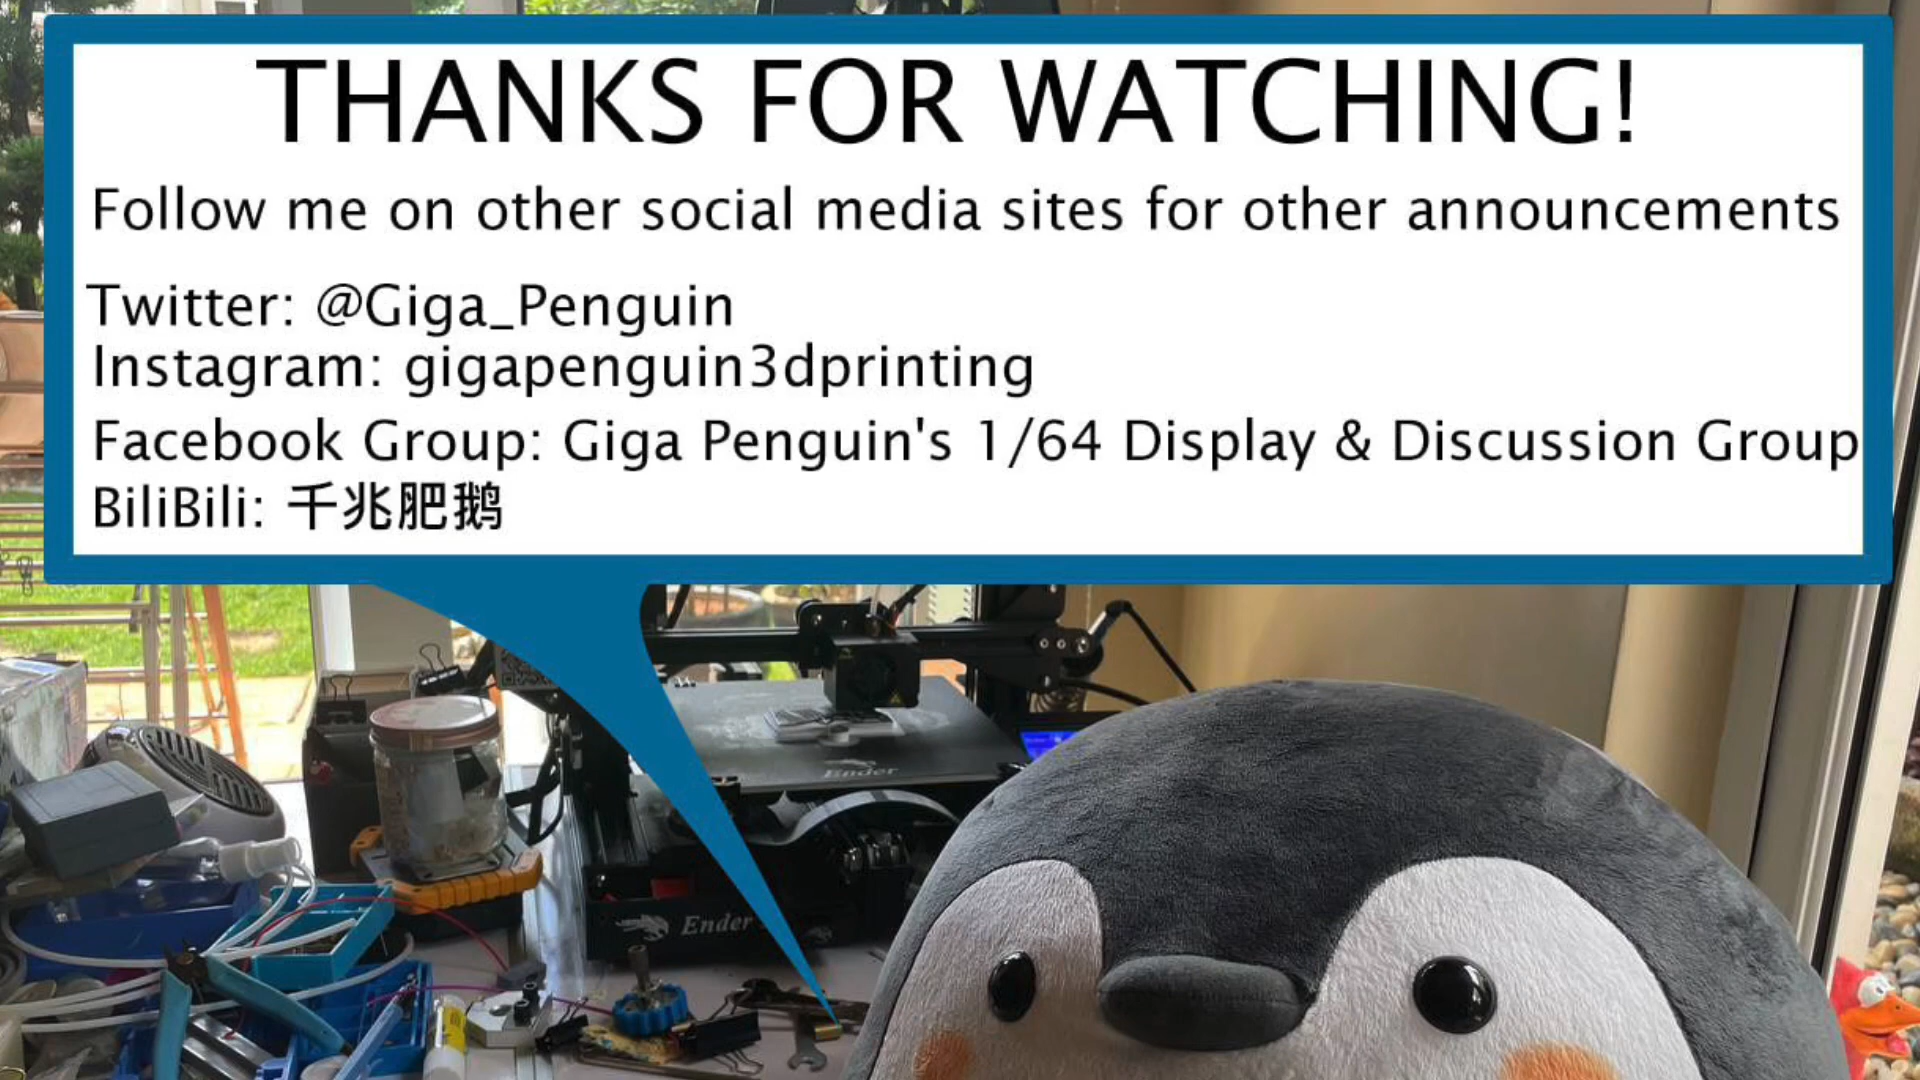 THANKS FOR WATCHING!
Follow me on other social media sites for other announcements
Twitter: @Giga_Penguin
Instagram: gigapenguin3dprinting
Facebook Group: Giga Penguin's 1/64 Display & Discussion Group
BiliBili: 千兆肥鹅
Ender
Ender